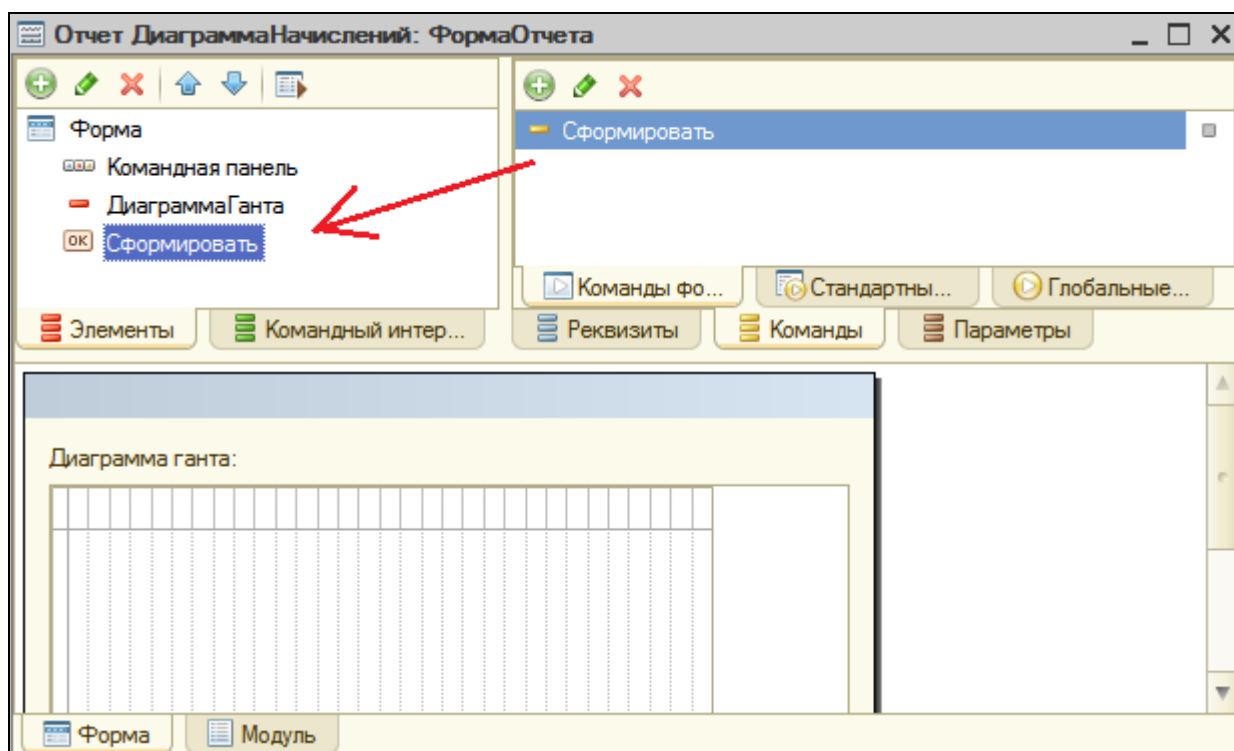 Отчет ДиаграммаНачислений: ФормаОтчета
Форма
Командная панель
ДиаграммаГанта
OK Сформировать
Элементы
Командный интер...
Сформировать
Команды фо...
Стандартны...
Глобальные...
Реквизиты
Команды
Параметры
Диаграмма ганта:
Форма
Модуль